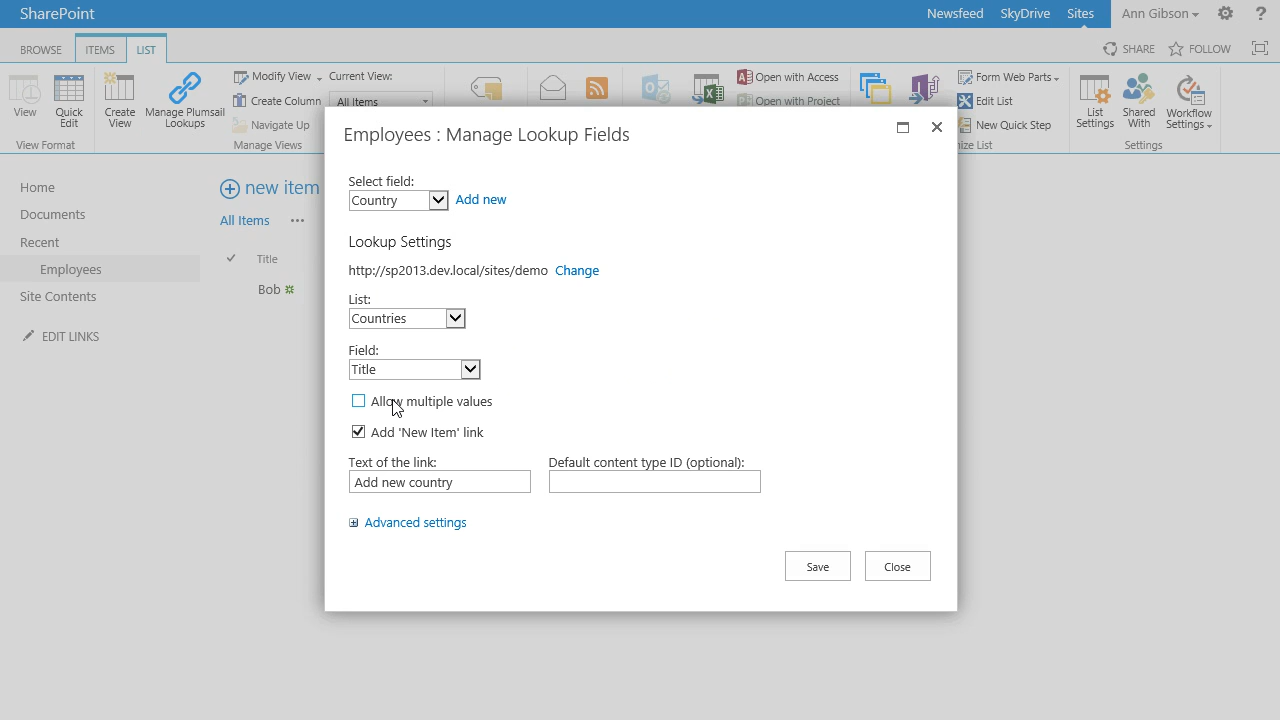 SharePoint
Newsfeed SkyDrive Sites Ann Gibson ?
BROWSE ITEMS LIST
SHARE FOLLOW
View
Quick Edit
View Format
Create View
Manage Plumsail Lookups
Modify View
Create Column
Navigate Up
Current View:
All Items
Manage Views
Open with Access
Open with Project
Form Web Parts
Edit List
New Quick Step
ize List
List Settings
Shared With
Workflow Settings
Settings
Home
Documents
Recent
Employees
Site Contents
EDIT LINKS
new item
All Items ...
Title
Bob
Employees : Manage Lookup Fields
Select field:
Country Add new
Lookup Settings
http://sp2013.dev.local/sites/demo Change
List:
Countries
Field:
Title
Allow multiple values
Add 'New Item' link
Text of the link: Default content type ID (optional):
Add new country
Advanced settings
Save Close